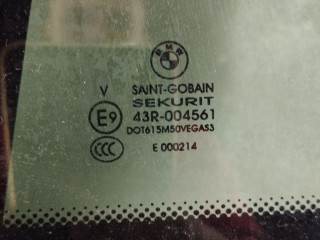 BMW
V SAINT-GOBAIN
SEKURIT
E9 43R-004561
DOT615M50VEGAS3
CCC E 000214